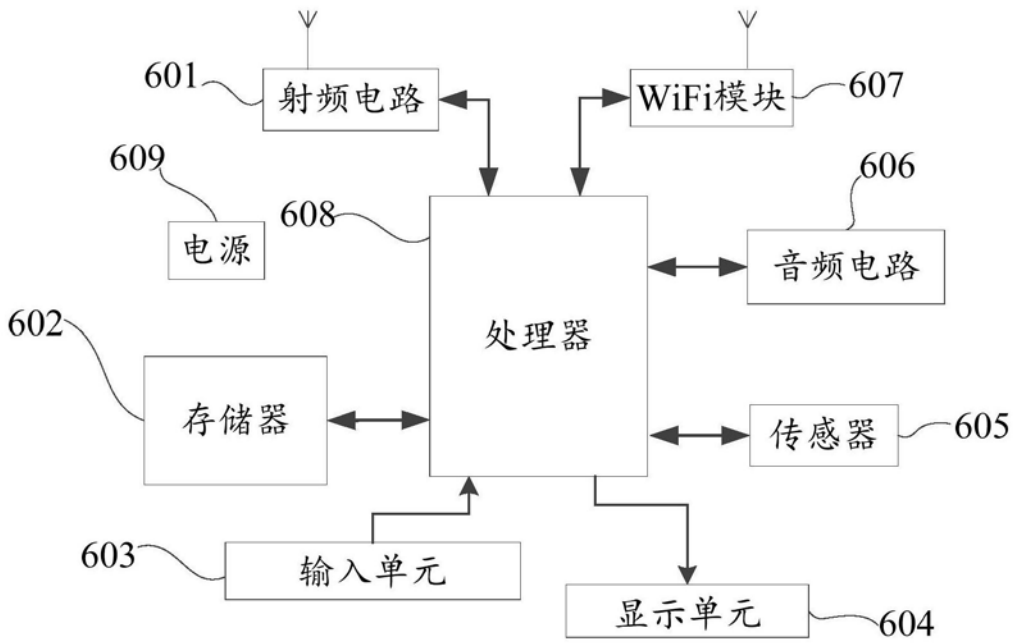 601
射频电路
WiFi模块
607
609
电源
608
606
音频电路
处理器
602
存储器
传感器
605
603
输入单元
显示单元
604